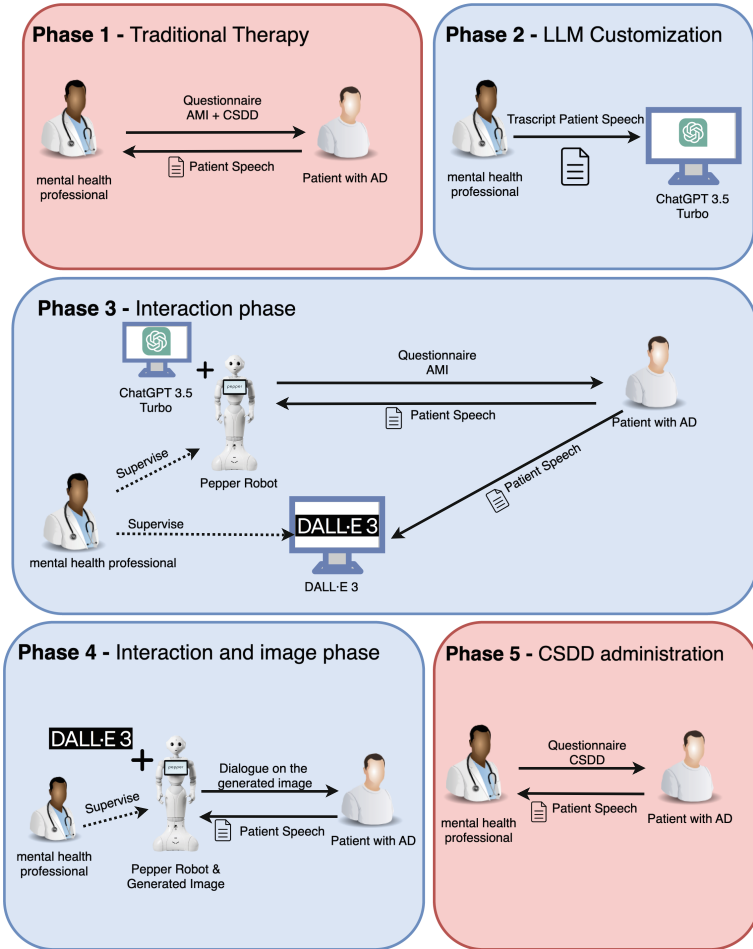 Phase 1 - Traditional Therapy
Questionnaire
AMI + CSDD
Patient Speech
mental health
professional
Patient with AD
Phase 2 - LLM Customization
Trascript Patient Speech
mental health
professional
ChatGPT 3.5
Turbo
Phase 3 - Interaction phase
ChatGPT 3.5
Turbo
+
pepper
Questionnaire
AMI
Patient Speech
Patient with AD
Supervise
Pepper Robot
Patient Speech
Supervise
DALL·E 3
mental health professional
DALL·E 3
Phase 4 - Interaction and image phase
DALL·E 3
+
pepper
Dialogue on the
generated image
Supervise
Patient Speech
Patient with AD
mental health
professional
Pepper Robot &
Generated Image
Phase 5 - CSDD administration
Questionnaire
CSDD
Patient Speech
mental health
professional
Patient with AD